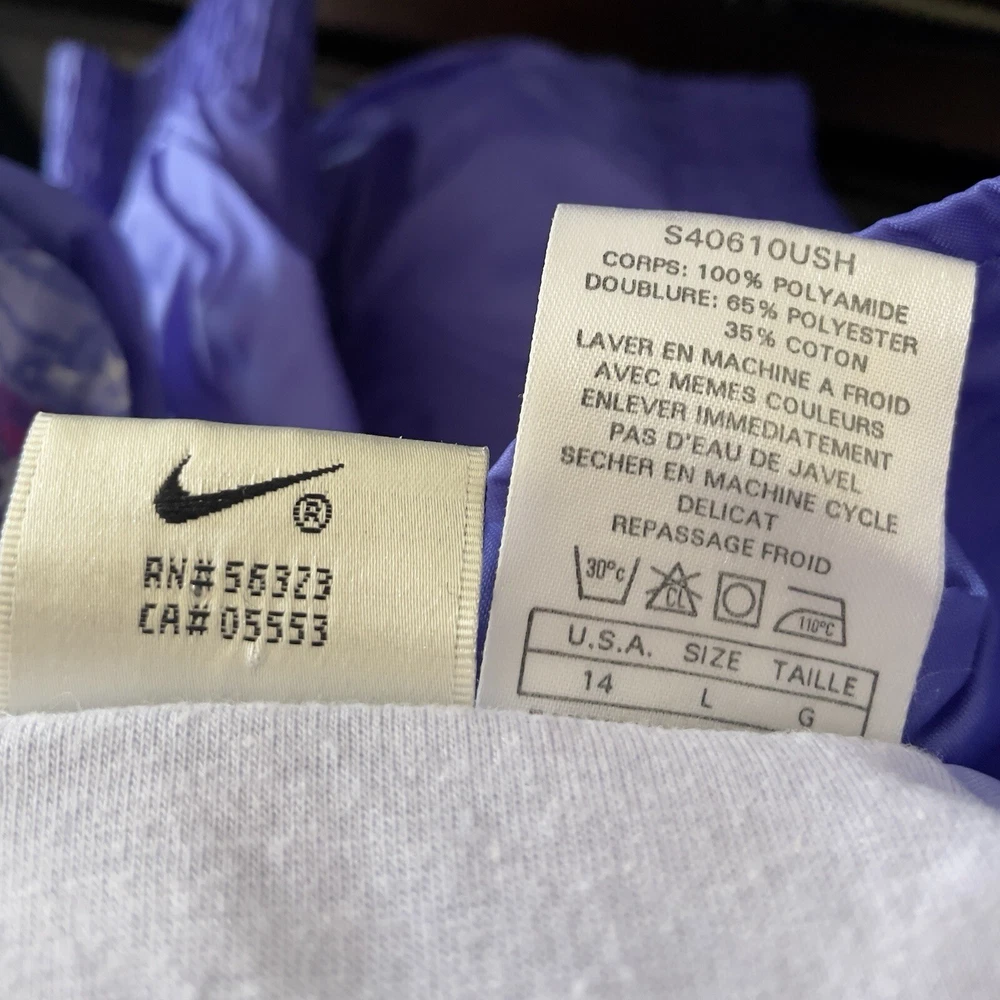 ®
RN# 56323
CA# 05553
S40610USH
CORPS: 100% POLYAMIDE
DOUBLURE: 65% POLYESTER
35% COTON
LAVER EN MACHINE A FROID
AVEC MEMES COULEURS
ENLEVER IMMEDIATEMENT
PAS D'EAU DE JAVEL
SECHER EN MACHINE CYCLE
DELICAT
REPASSAGE FROID
30°C CL 110°C
U.S.A. SIZE TAILLE
14 L G